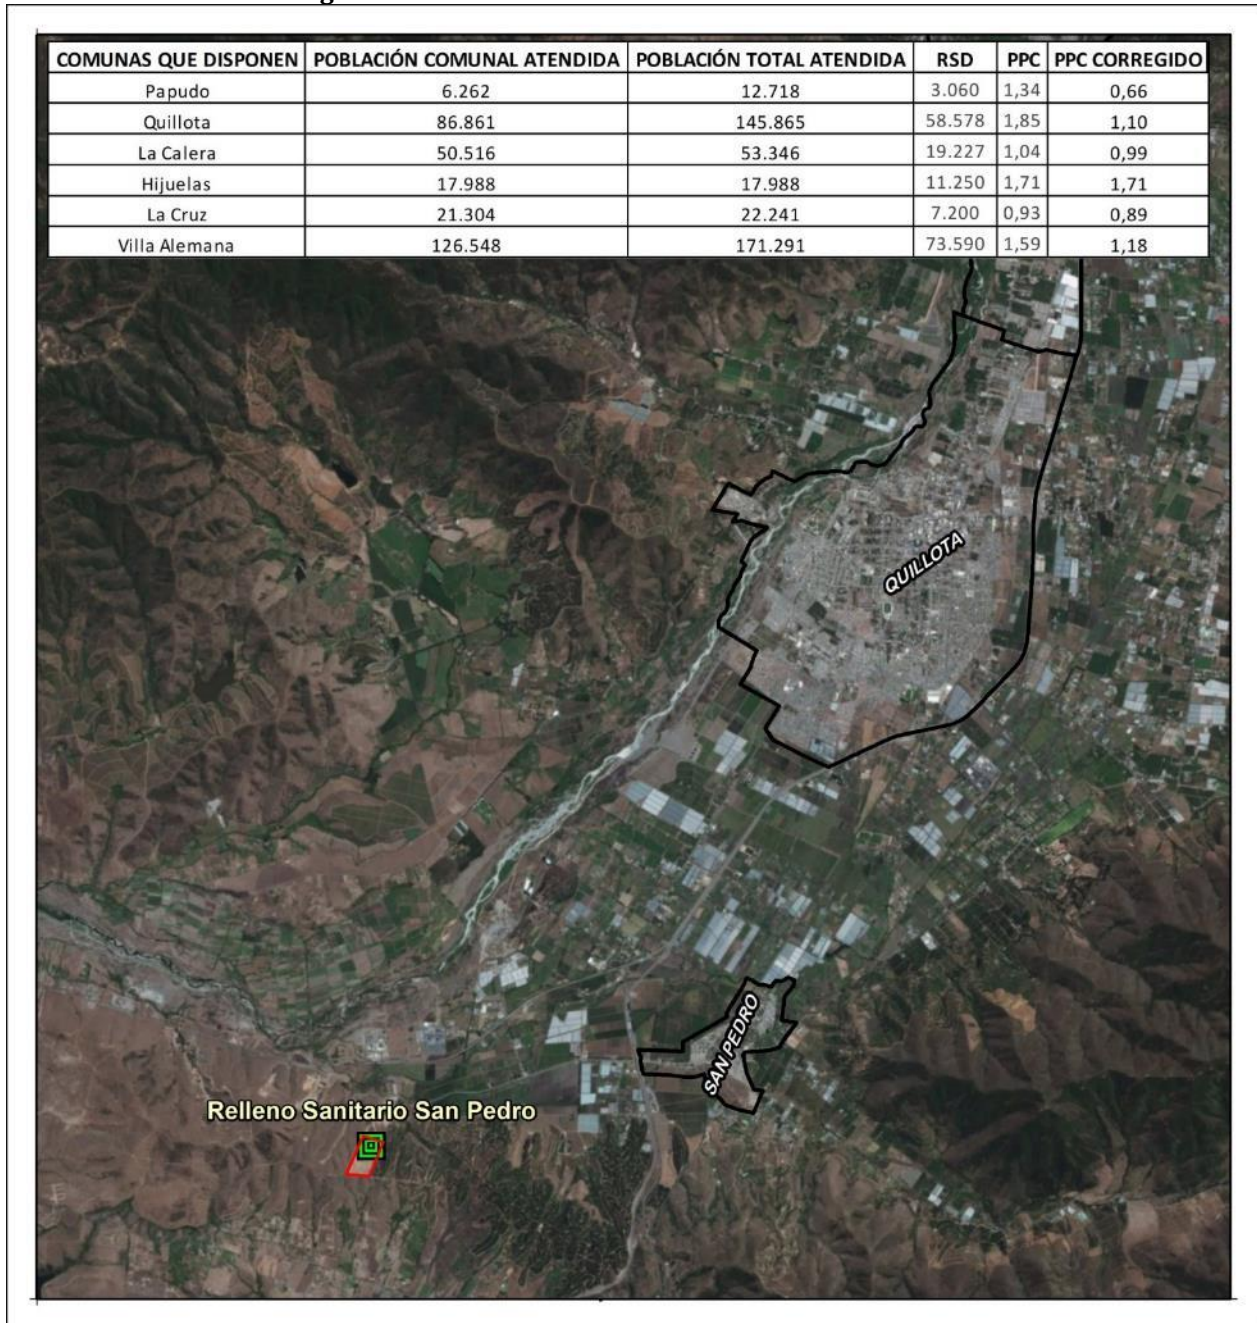 COMUNAS QUE DISPONEN POBLACIÓN COMUNAL ATENDIDA POBLACIÓN TOTAL ATENDIDA RSD PPC PPC CORREGIDO
Papudo 6.262 12.718 3.060 1,34 0,66
Quillota 86.861 145.865 58.578 1,85 1,10
La Calera 50.516 53.346 19.227 1,04 0,99
Hijuelas 17.988 17.988 11.250 1,71 1,71
La Cruz 21.304 22.241 7.200 0,93 0,89
Villa Alemana 126.548 171.291 73.590 1,59 1,18
QUILLOTA
SAN PEDRO
Relleno Sanitario San Pedro